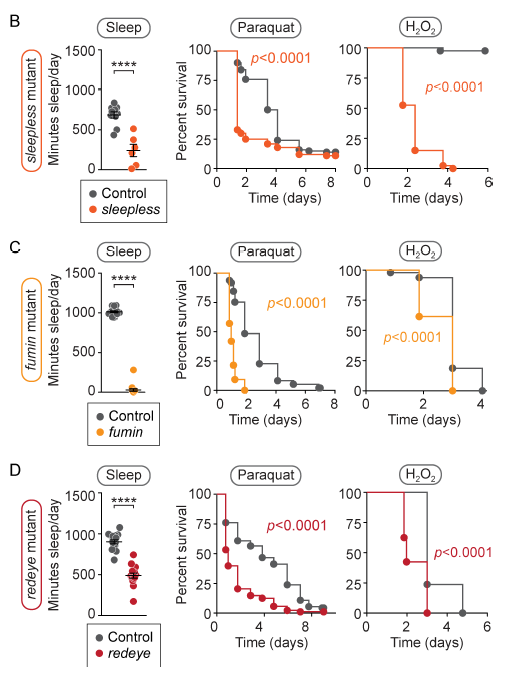 B
Sleep
Paraquat
H₂O₂
sleepless mutant
Minutes sleep/day
1500
1000
500
0
****
Control
sleepless
Percent survival
100
75
50
25
0
p<0.0001
0 2 4 6 8
Time (days)
100
75
50
25
0
p<0.0001
0 2 4 6
Time (days)
C
Sleep
Paraquat
H₂O₂
fumin mutant
Minutes sleep/day
1500
1000
500
0
****
Control
fumin
Percent survival
100
75
50
25
0
p<0.0001
0 2 4 6 8
Time (days)
100
75
50
25
0
p<0.0001
0 2 4
Time (days)
D
Sleep
Paraquat
H₂O₂
redeye mutant
Minutes sleep/day
1500
1000
500
0
****
Control
redeye
Percent survival
100
75
50
25
0
p<0.0001
0 4 8
Time (days)
100
75
50
25
0
p<0.0001
0 2 4 6
Time (days)